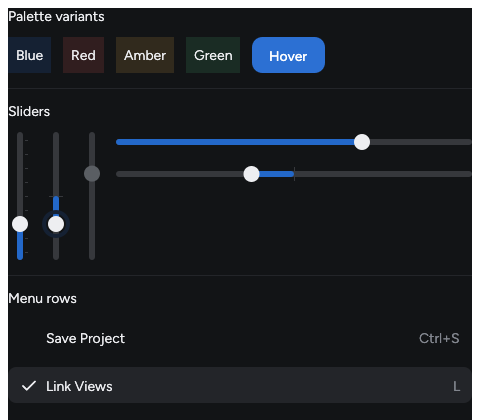 Palette variants
Blue Red Amber Green Hover
Sliders
Menu rows
Save Project Ctrl+S
Link Views L